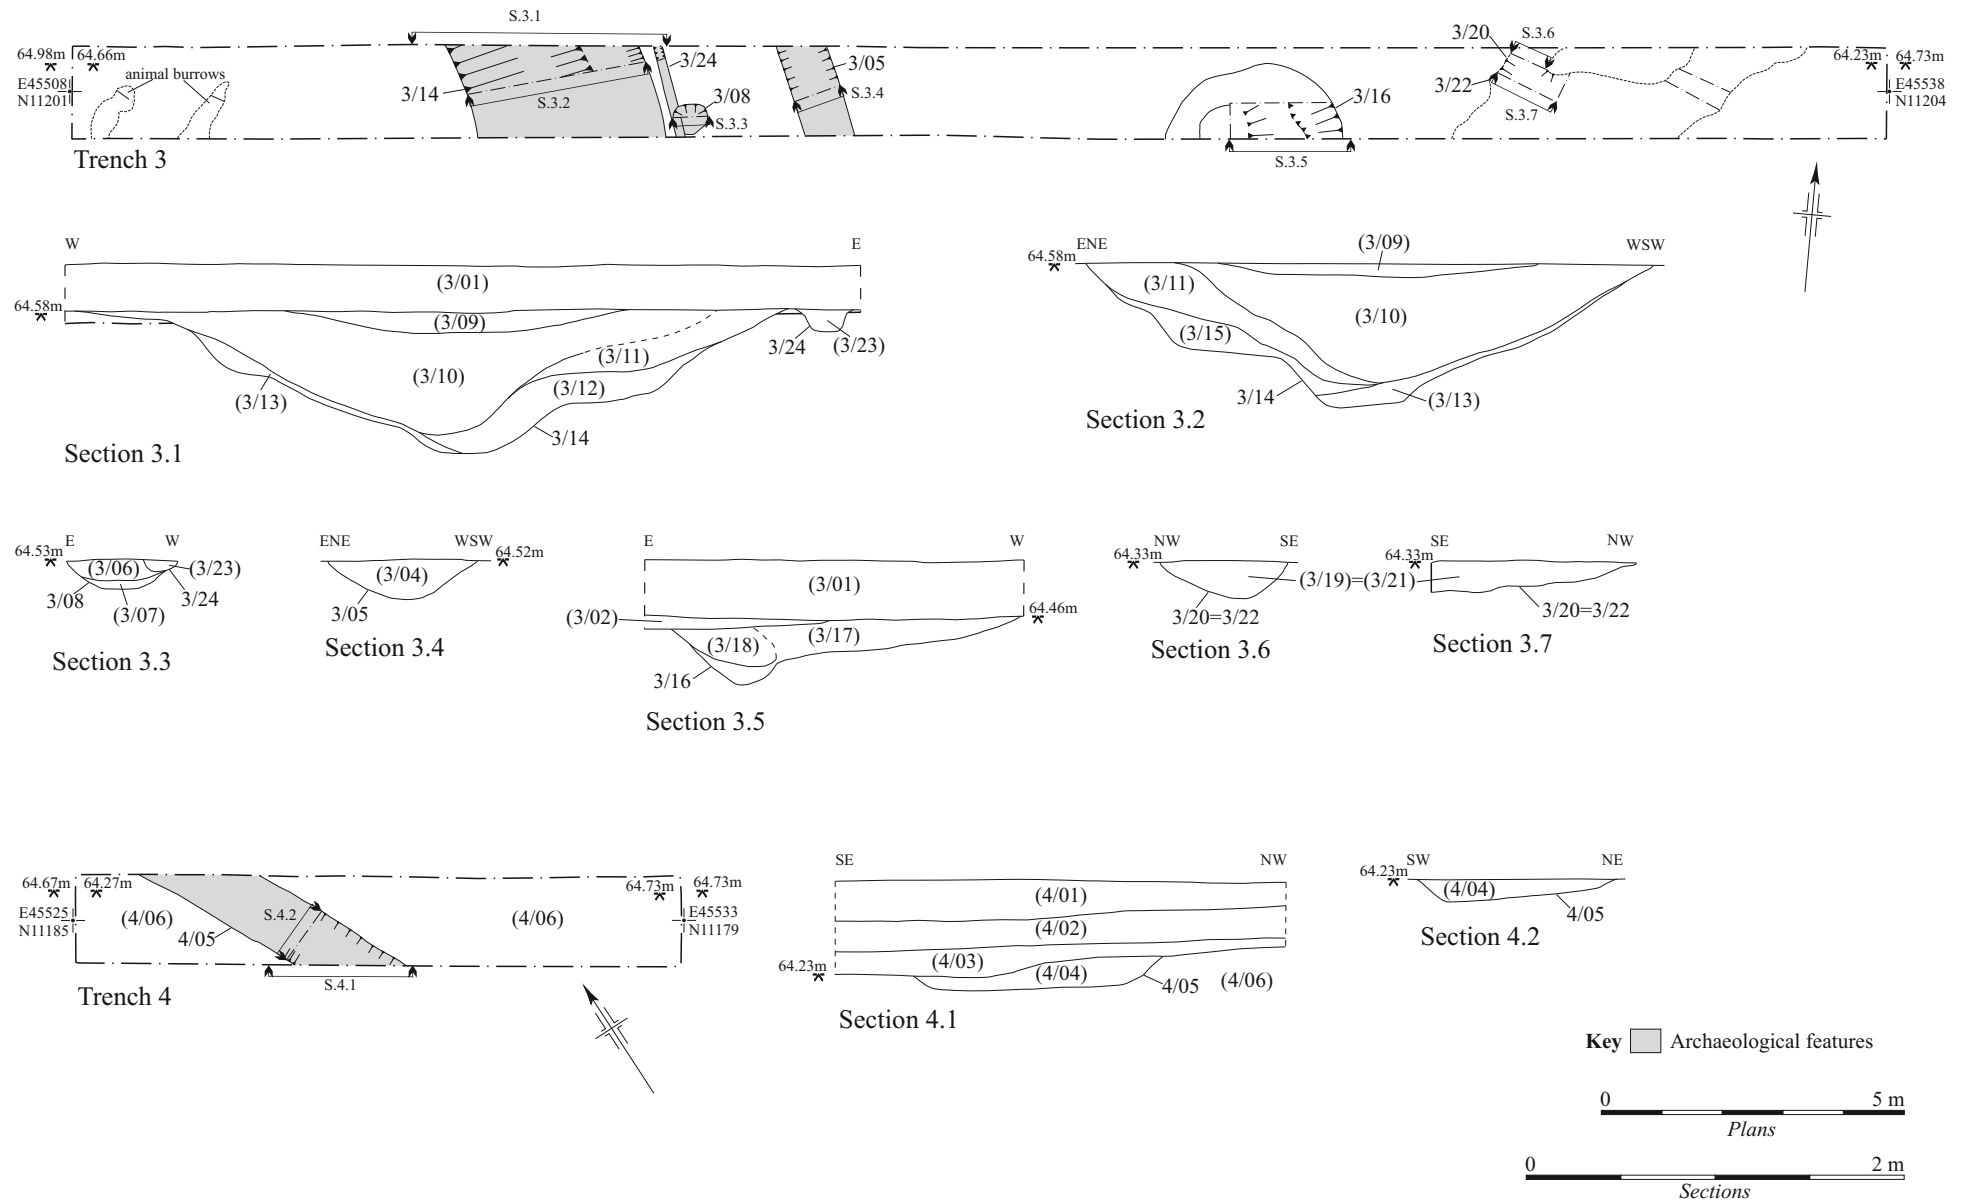 S.3.1
64.98m 64.66m
animal burrows
E45508
N11201
3/14
S.3.2
3/24
3/08
S.3.3
3/05
S.3.4
3/16
S.3.5
3/20
S.3.6
3/22
S.3.7
64.23m 64.73m
E45538
N11204
Trench 3
W E
64.58m
(3/01)
(3/09)
(3/10)
(3/11)
(3/12)
(3/13)
3/14
3/24
(3/23)
Section 3.1
ENE WSW
64.58m
(3/09)
(3/11)
(3/10)
(3/15)
3/14
(3/13)
Section 3.2
E W
64.53m
(3/06)
(3/23)
3/08
(3/07)
3/24
Section 3.3
ENE WSW
64.52m
(3/04)
3/05
Section 3.4
E W
(3/01)
(3/02)
64.46m
(3/18)
(3/17)
3/16
Section 3.5
NW SE
64.33m
(3/19)=(3/21)
3/20=3/22
Section 3.6
SE NW
64.33m
3/20=3/22
Section 3.7
64.67m 64.27m
E45525
N11185
(4/06)
4/05
S.4.2
(4/06)
64.73m 64.73m
E45533
N11179
S.4.1
Trench 4
SE NW
(4/01)
(4/02)
(4/03)
(4/04)
64.23m
4/05
(4/06)
Section 4.1
SW NE
64.23m
(4/04)
4/05
Section 4.2
Key Archaeological features
0 5 m
Plans
0 2 m
Sections